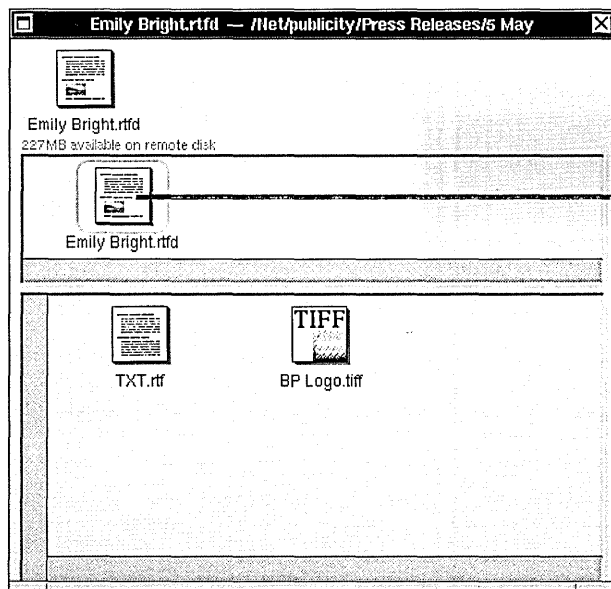 Emily Bright.rtfd — /Net/publicity/Press Releases/5 May
Emily Bright.rtfd
227MB available on remote disk
Emily Bright.rtfd
TIFF
TXT.rtf
BP Logo.tiff